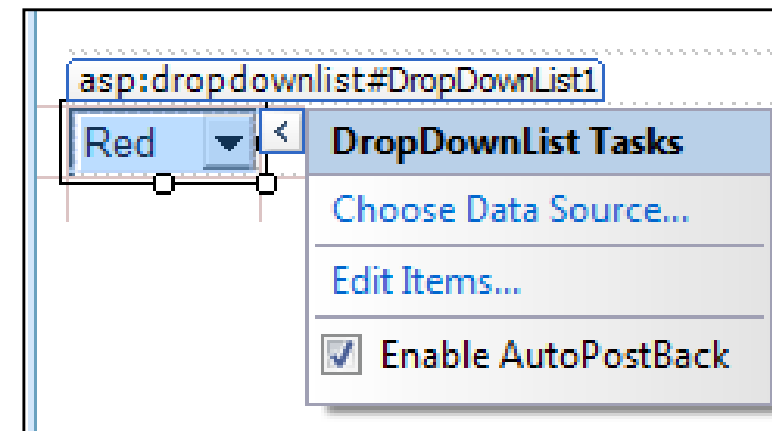 asp:dropdownlist#DropDownList1
Red
<
DropDownList Tasks
Choose Data Source...
Edit Items...
Enable AutoPostBack